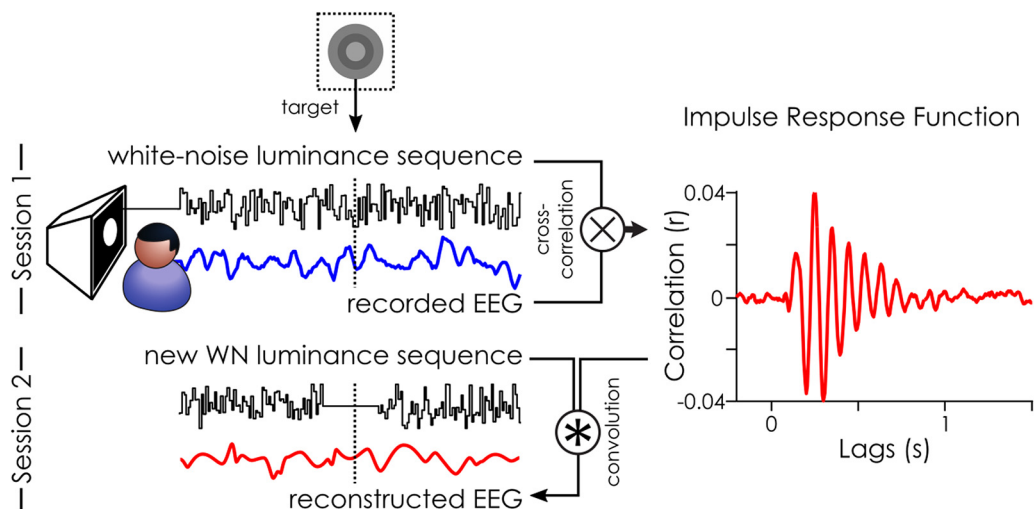 target
Impulse Response Function
Session 1
white-noise luminance sequence
cross-
correlation
recorded EEG
Session 2
new WN luminance sequence
convolution
reconstructed EEG
Correlation (r)
0.04
0
-0.04
0
1
Lags (s)